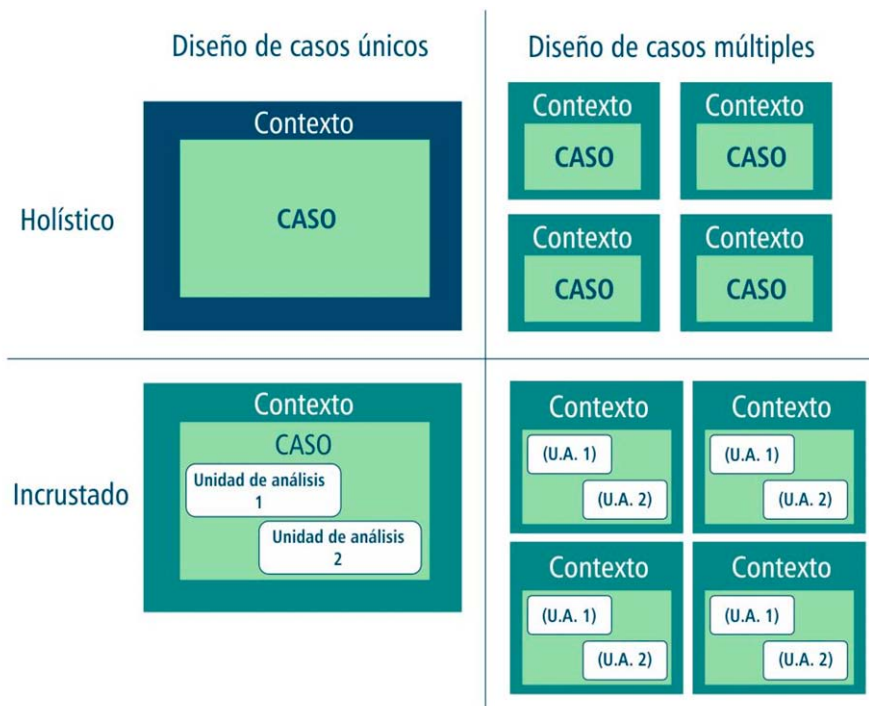 Diseño de casos únicos
Diseño de casos múltiples
Holístico
Contexto
CASO
Contexto
CASO
Contexto
CASO
Contexto
CASO
Contexto
CASO
Incrustado
Contexto
CASO
Unidad de análisis
1
Unidad de análisis
2
Contexto
(U.A. 1)
(U.A. 2)
Contexto
(U.A. 1)
(U.A. 2)
Contexto
(U.A. 1)
(U.A. 2)
Contexto
(U.A. 1)
(U.A. 2)